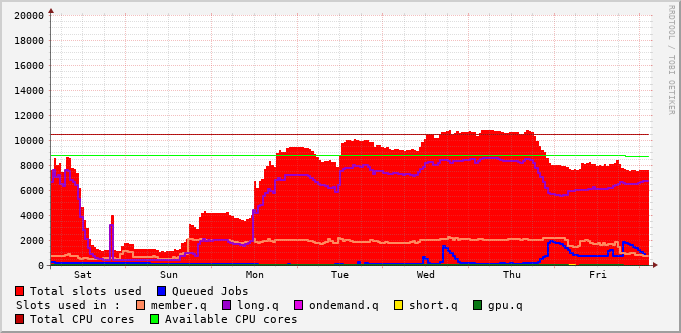 RRDTOOL / TOBI OETIKER
20000
18000
16000
14000
12000
10000
8000
6000
4000
2000
0
Sat Sun Mon Tue Wed Thu Fri
Total slots used Queued Jobs
Slots used in : member.q long.q ondemand.q short.q gpu.q
Total CPU cores Available CPU cores